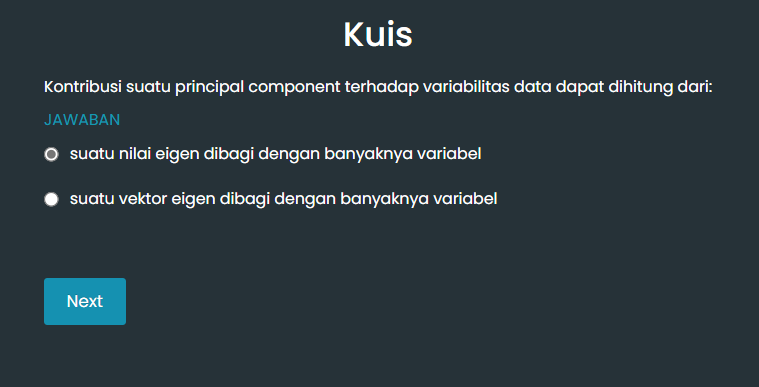 Kuis
Kontribusi suatu principal component terhadap variabilitas data dapat dihitung dari:
JAWABAN
suatu nilai eigen dibagi dengan banyaknya variabel
suatu vektor eigen dibagi dengan banyaknya variabel
Next